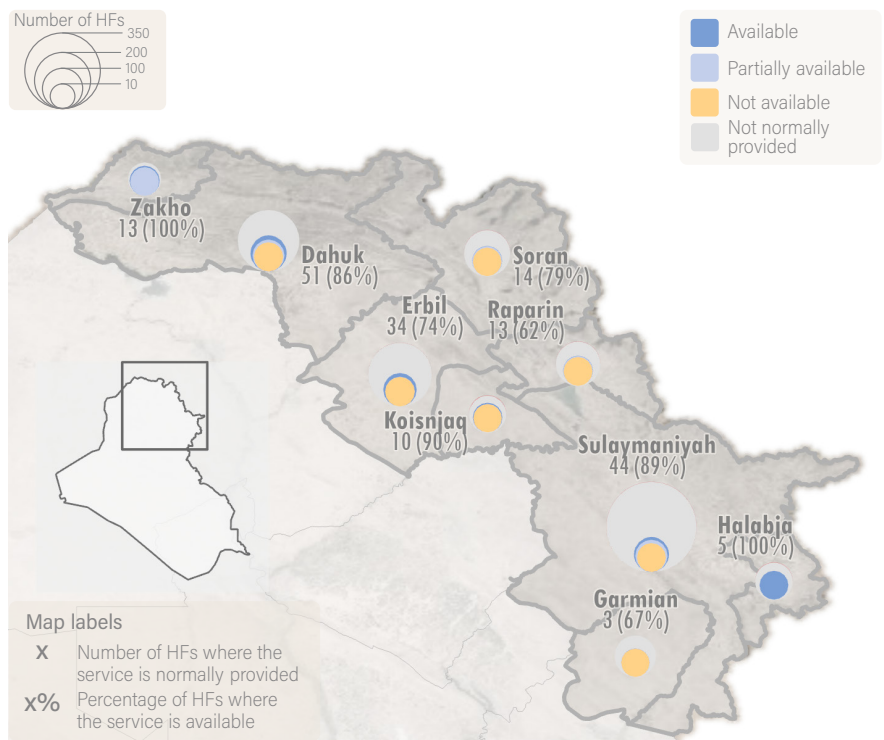 Number of HFs
350
200
100
10
Available
Partially available
Not available
Not normally
provided
Zakho
13 (100%)
Dahuk
51 (86%)
Soran
14 (79%)
Erbil
34 (74%)
Raparin
13 (62%)
Koisnjaq
10 (90%)
Sulaymaniyah
44 (89%)
Halabja
5 (100%)
Garmian
3 (67%)
Map labels
X Number of HFs where the
service is normally provided
x% Percentage of HFs where
the service is available